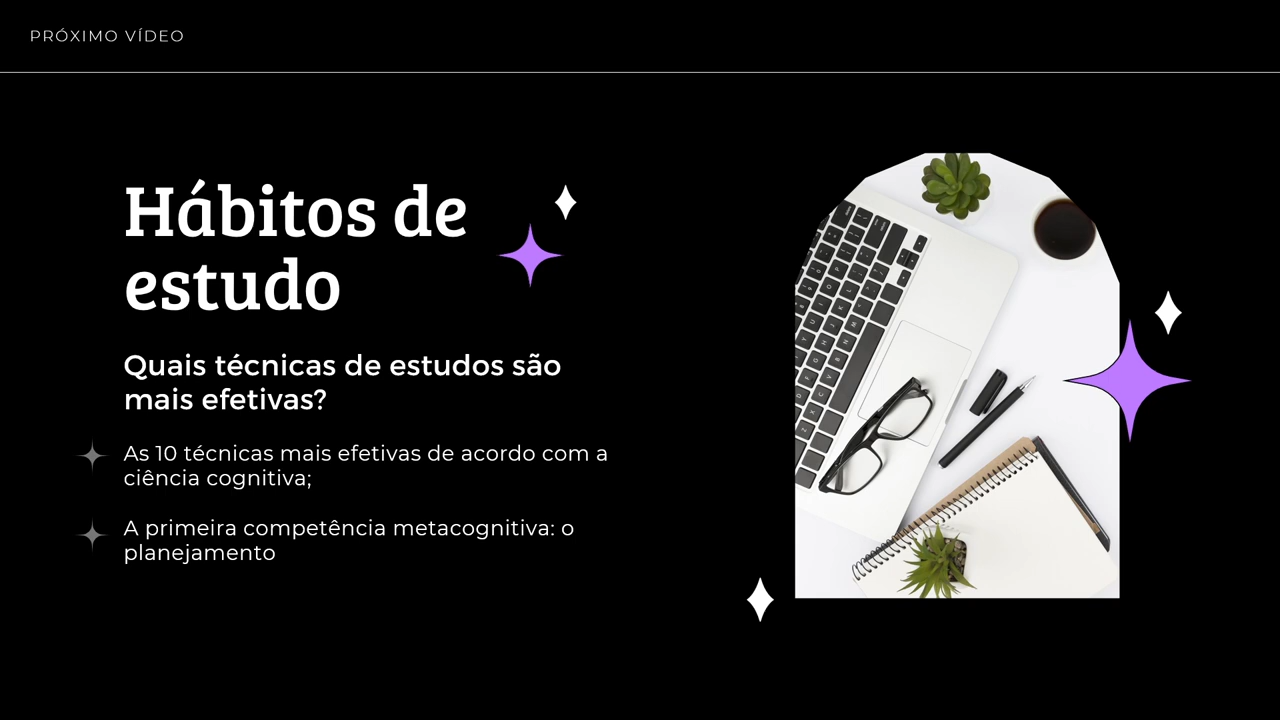 PRÓXIMO VÍDEO
Hábitos de
estudo
Quais técnicas de estudos são
mais efetivas?
As 10 técnicas mais efetivas de acordo com a
ciência cognitiva;
A primeira competência metacognitiva: o
planejamento